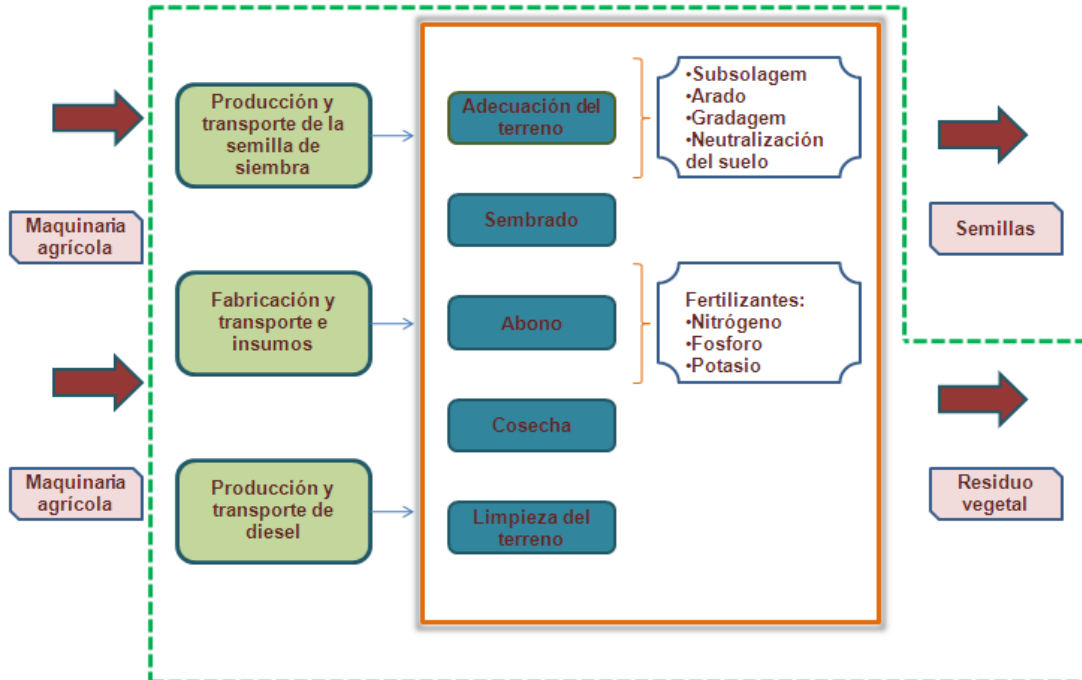 Maquinaria
agrícola
Maquinaria
agrícola
Producción y
transporte de la
semilla de
siembra
Fabricación y
transporte e
insumos
Producción y
transporte de
diesel
Adecuación del
terreno
Sembrado
Abono
Cosecha
Limpieza del
terreno
•Subsolagem
•Arado
•Gradagem
•Neutralización
del suelo
Fertilizantes:
•Nitrógeno
•Fosforo
•Potasio
Semillas
Residuo
vegetal